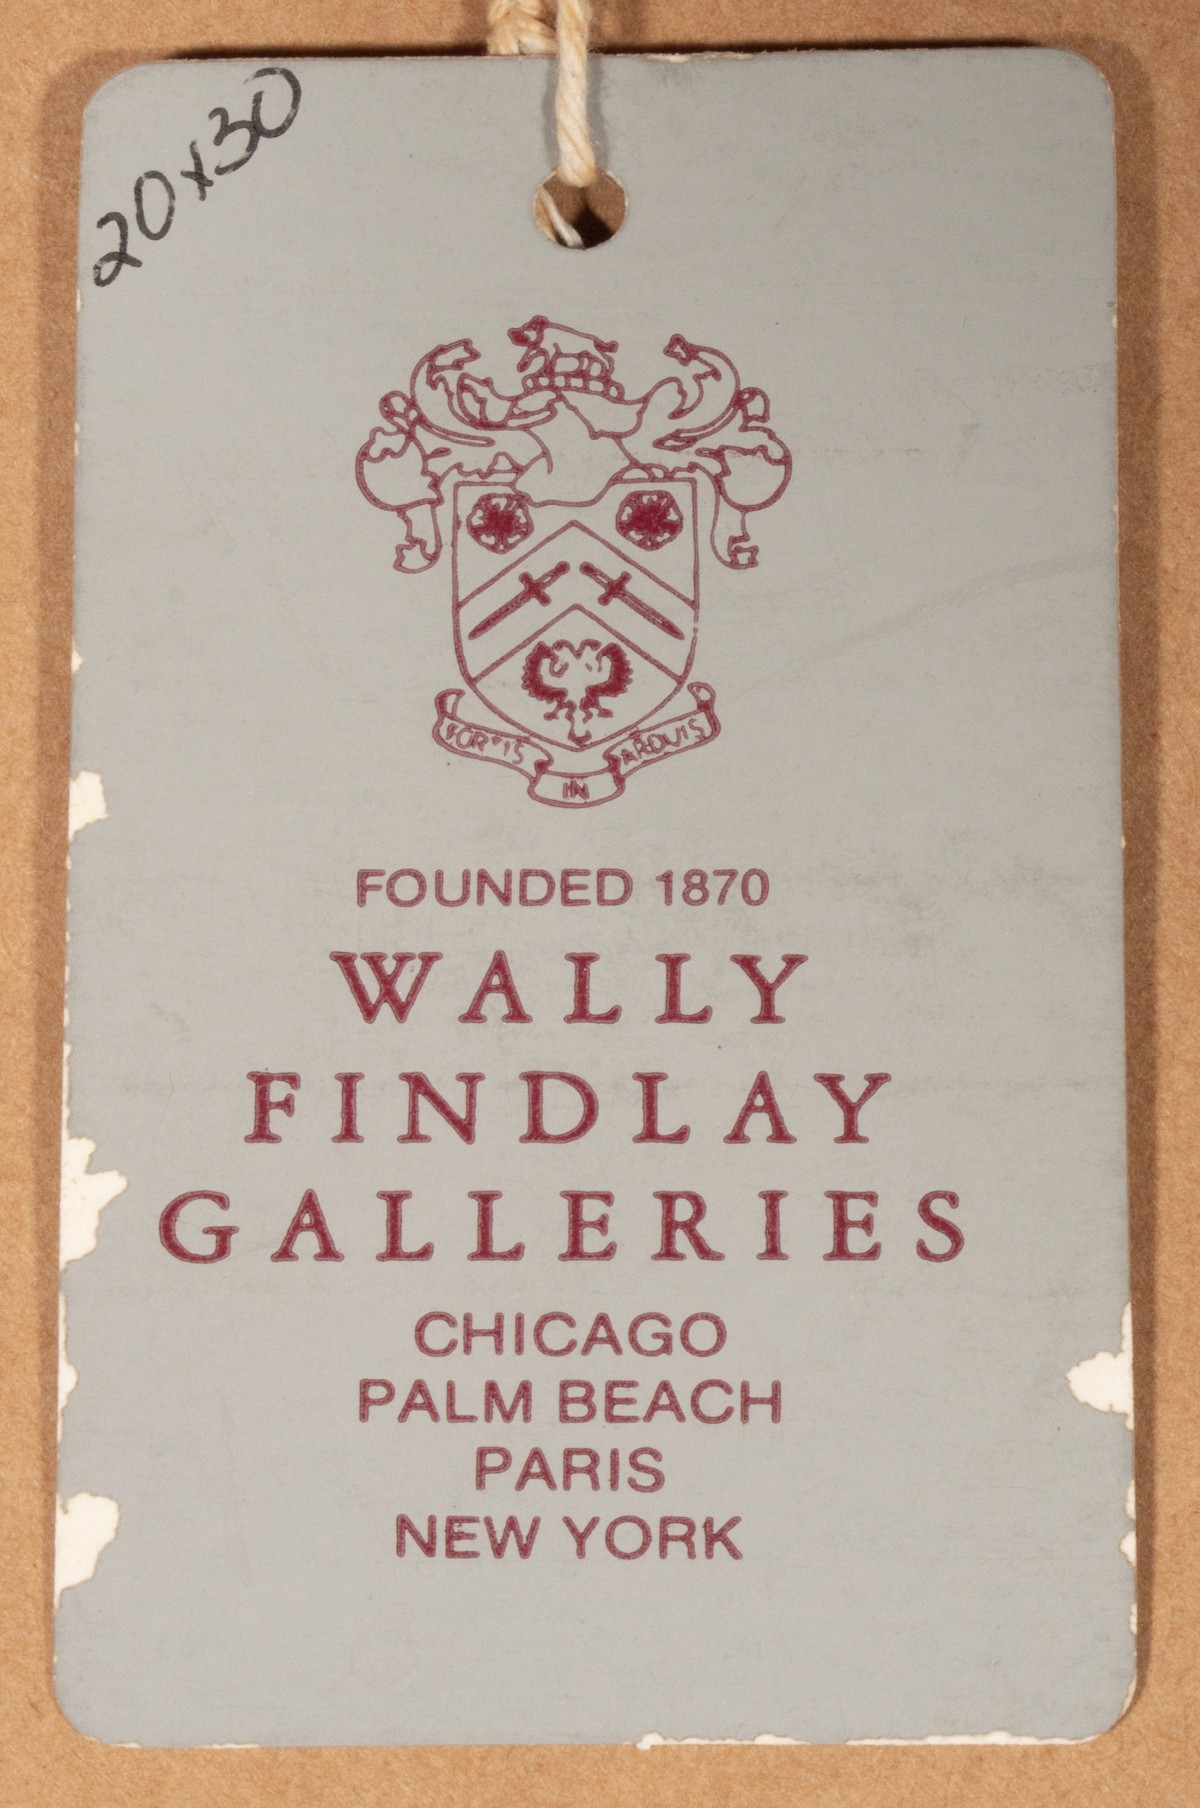 20x30
FORTIS IN ARDUIS
FOUNDED 1870
WALLY
FINDLAY
GALLERIES
CHICAGO
PALM BEACH
PARIS
NEW YORK